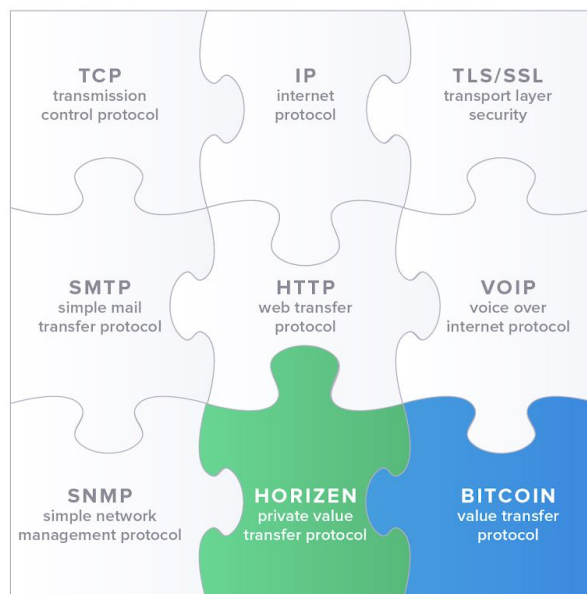 TCP
transmission
control protocol
IP
internet
protocol
TLS/SSL
transport layer
security
SMTP
simple mail
transfer protocol
HTTP
web transfer
protocol
VOIP
voice over
internet protocol
SNMP
simple network
management protocol
HORIZEN
private value
transfer protocol
BITCOIN
value transfer
protocol